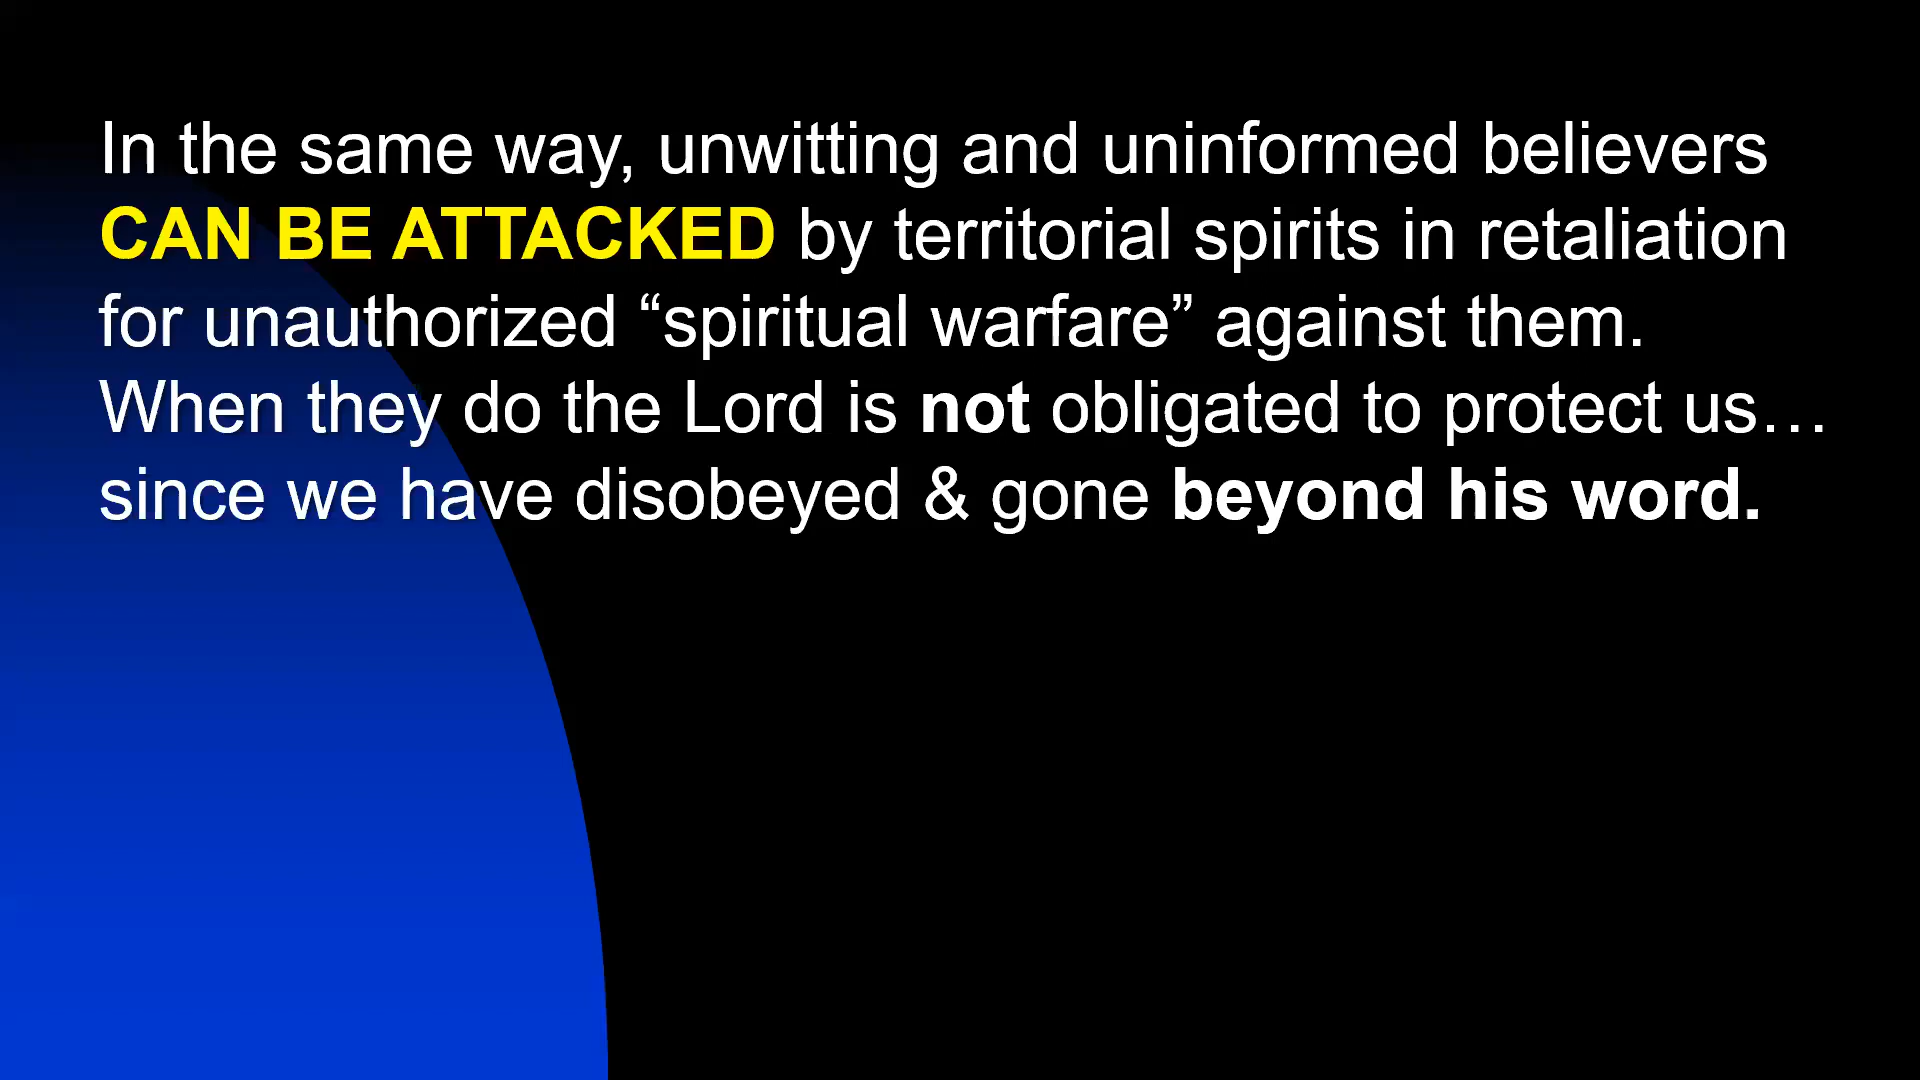 In the same way, unwitting and uninformed believers
CAN BE ATTACKED by territorial spirits in retaliation
for unauthorized “spiritual warfare” against them.
When they do the Lord is not obligated to protect us…
since we have disobeyed & gone beyond his word.